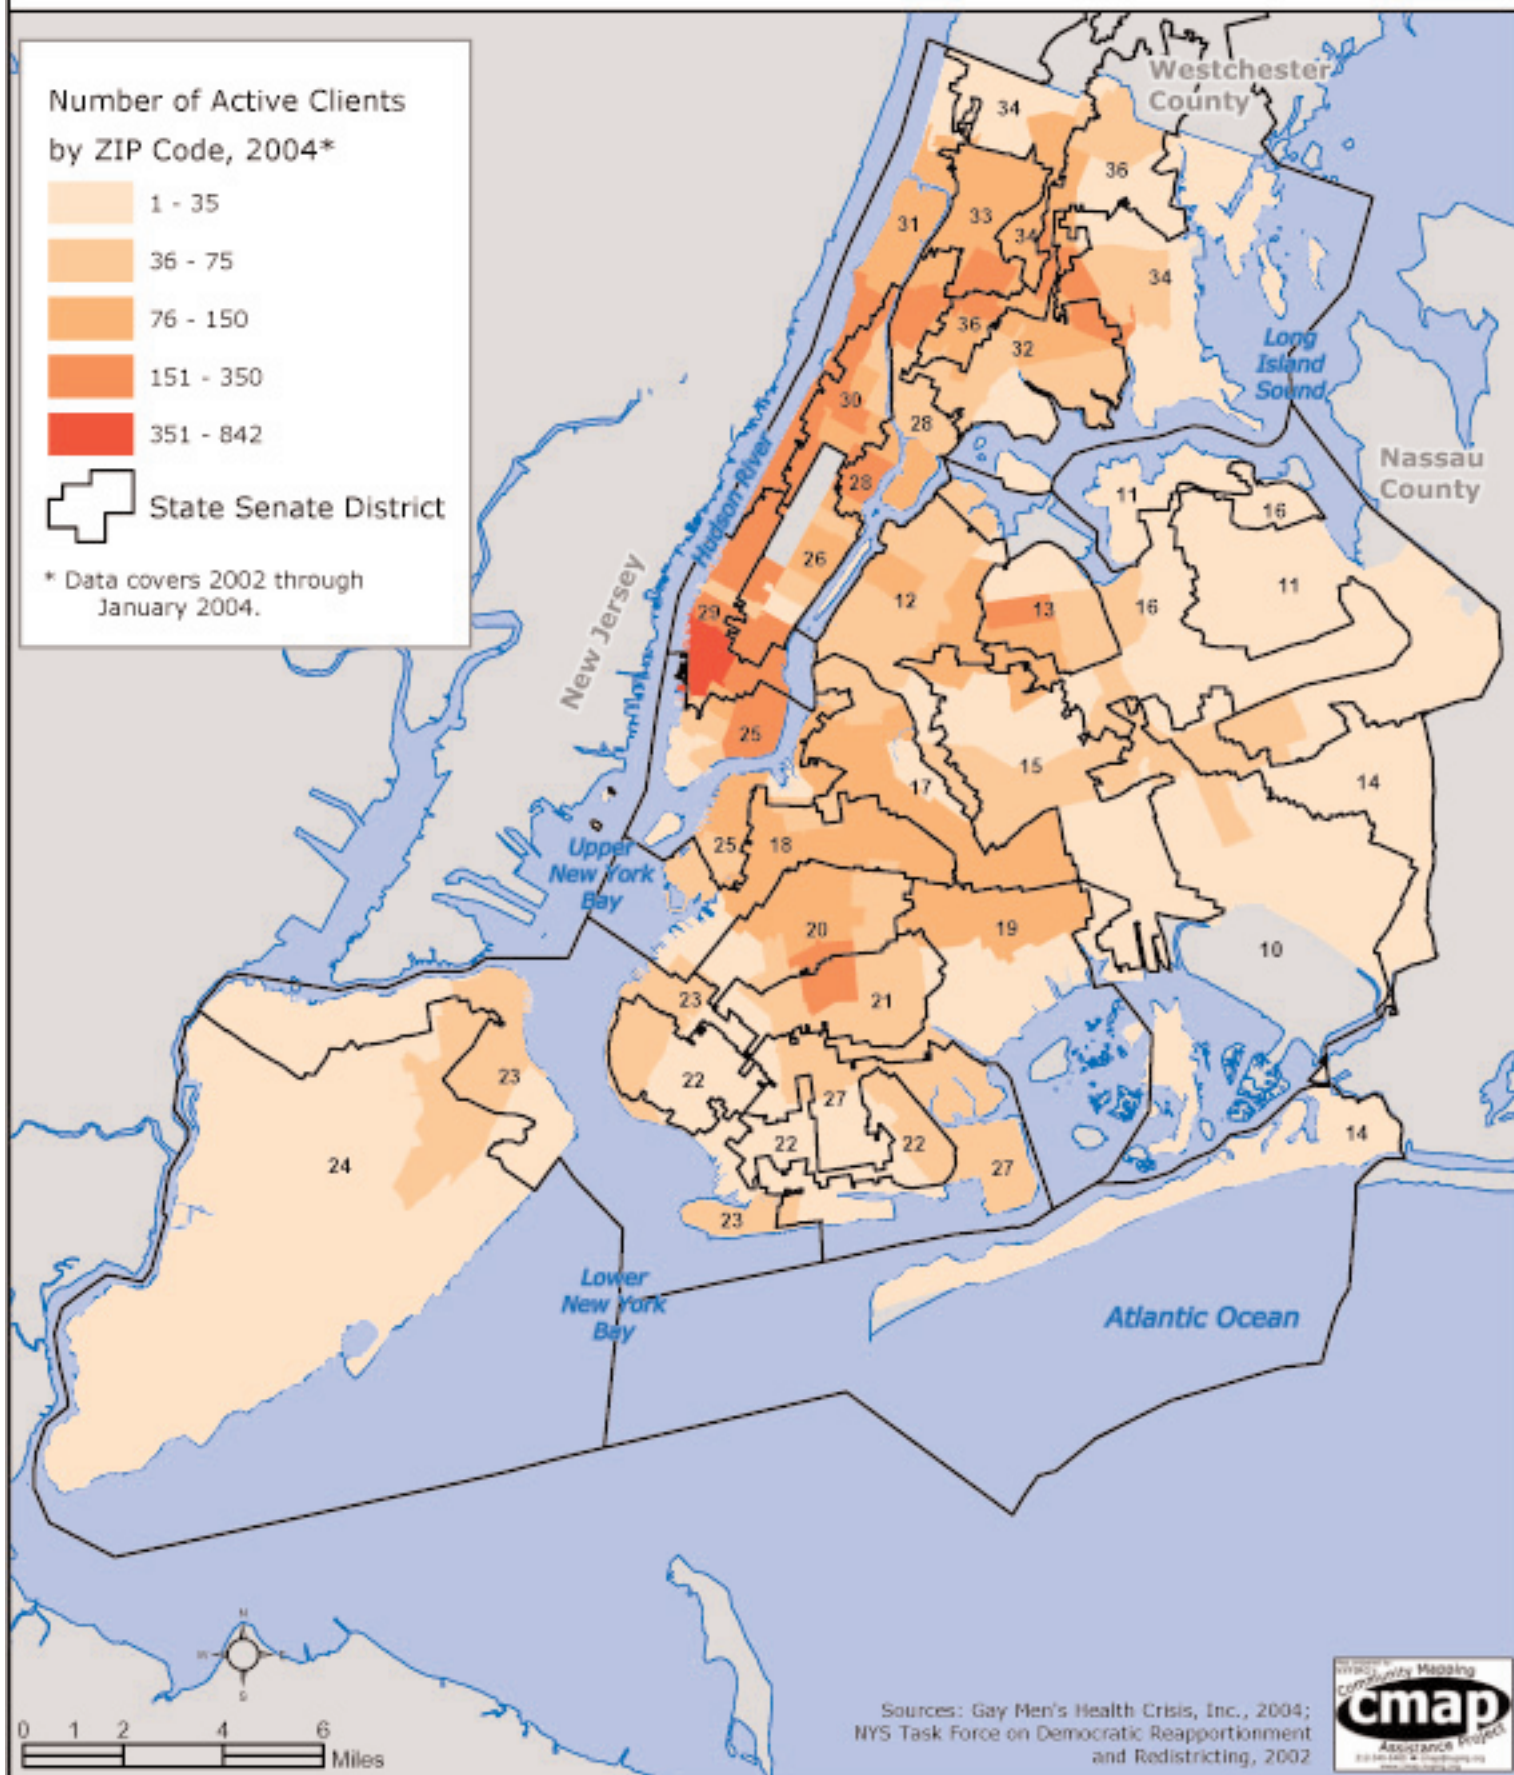 Number of Active Clients
by ZIP Code, 2004*
1 - 35
36 - 75
76 - 150
151 - 350
351 - 842
State Senate District
* Data covers 2002 through
January 2004.
Westchester
County
34
36
31
33
34
34
36
32
Long
Island
Sound
30
28
Hudson River
Nassau
County
28
11
16
26
11
New Jersey
29
12
13
16
25
15
14
17
25
18
Upper
New York
Bay
20
19
10
23
21
23
22
27
22
22
14
24
27
23
Lower
New York
Bay
Atlantic Ocean
N
W
E
S
0 1 2 4 6
Miles
Sources: Gay Men's Health Crisis, Inc., 2004;
NYS Task Force on Democratic Reapportionment
and Redistricting, 2002
Community Mapping
cmap
Assistance Project